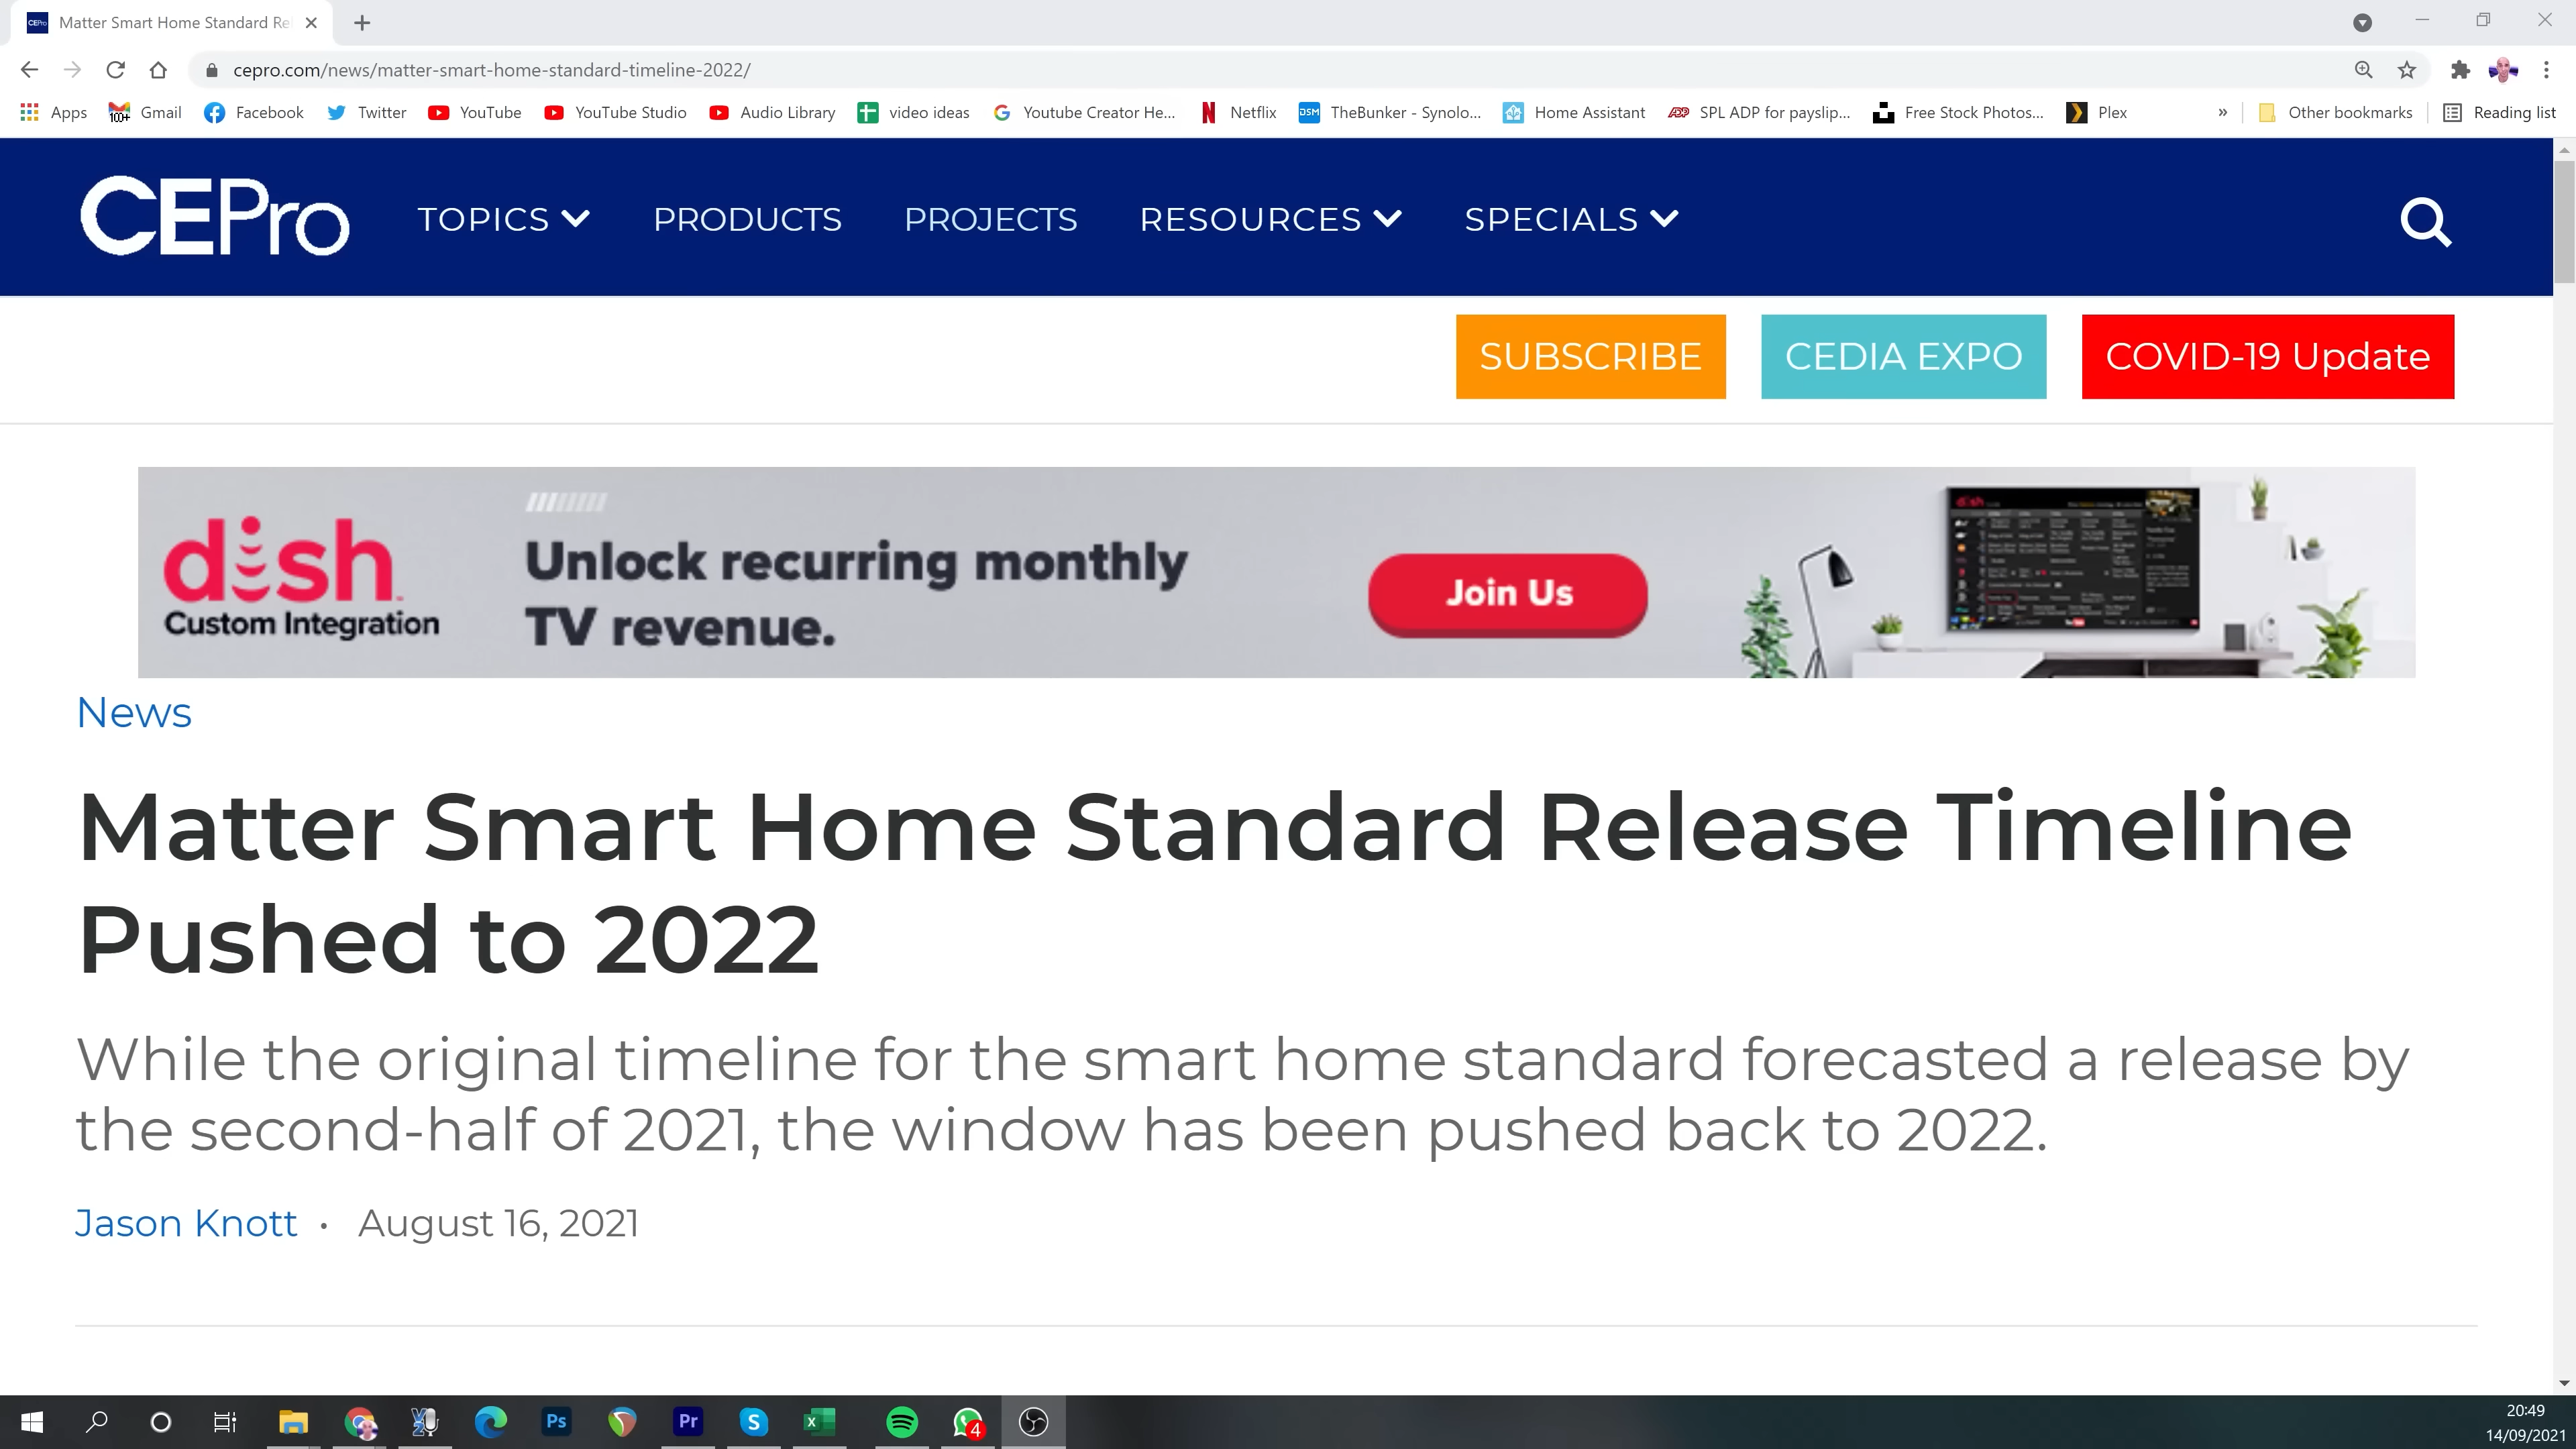 Matter Smart Home Standard Re
cepro.com/news/matter-smart-home-standard-timeline-2022/
Apps
Gmail
Facebook
Twitter
YouTube
YouTube Studio
Audio Library
video ideas
Youtube Creator He...
Netflix
TheBunker - Synolo...
Home Assistant
SPL ADP for payslip...
Free Stock Photos...
Plex
»
Other bookmarks
Reading list
CEPro
TOPICS
PRODUCTS
PROJECTS
RESOURCES
SPECIALS
SUBSCRIBE
CEDIA EXPO
COVID-19 Update
dish
Custom Integration
Unlock recurring monthly
TV revenue.
Join Us
News
Matter Smart Home Standard Release Timeline
Pushed to 2022
While the original timeline for the smart home standard forecasted a release by
the second-half of 2021, the window has been pushed back to 2022.
Jason Knott • August 16, 2021
Ps
Pr
S
4
20:49
14/09/2021